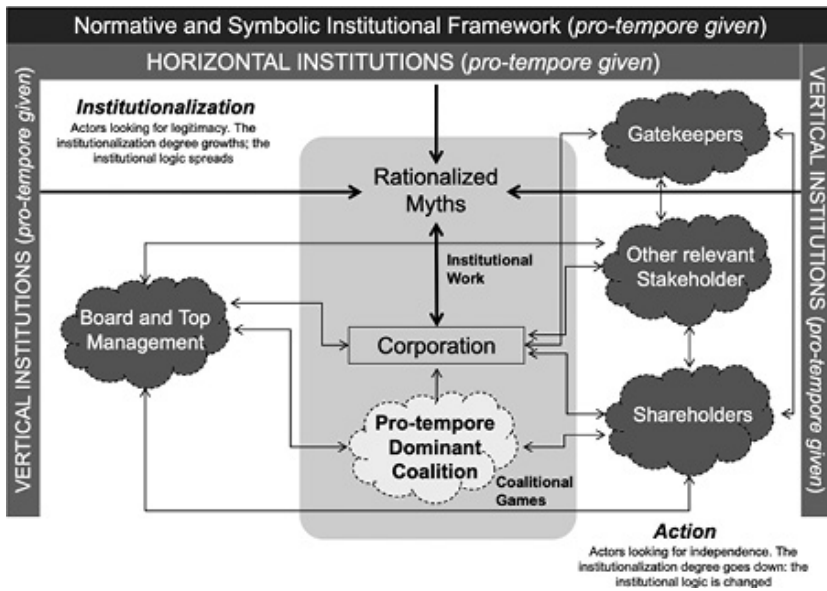 Normative and Symbolic Institutional Framework (pro-tempore given)
HORIZONTAL INSTITUTIONS (pro-tempore given)
VERTICAL INSTITUTIONS (pro-tempore given)
VERTICAL INSTITUTIONS (pro-tempore given)
Institutionalization
Actors looking for legitimacy. The
institutionalization degree growths; the
institutional logic spreads
Gatekeepers
Rationalized
Myths
Institutional
Work
Other relevant
Stakeholder
Board and Top
Management
Corporation
Pro-tempore
Dominant
Coalition
Shareholders
Coalitional
Games
Action
Actors looking for independence. The
institutionalization degree goes down: the
institutional logic is changed